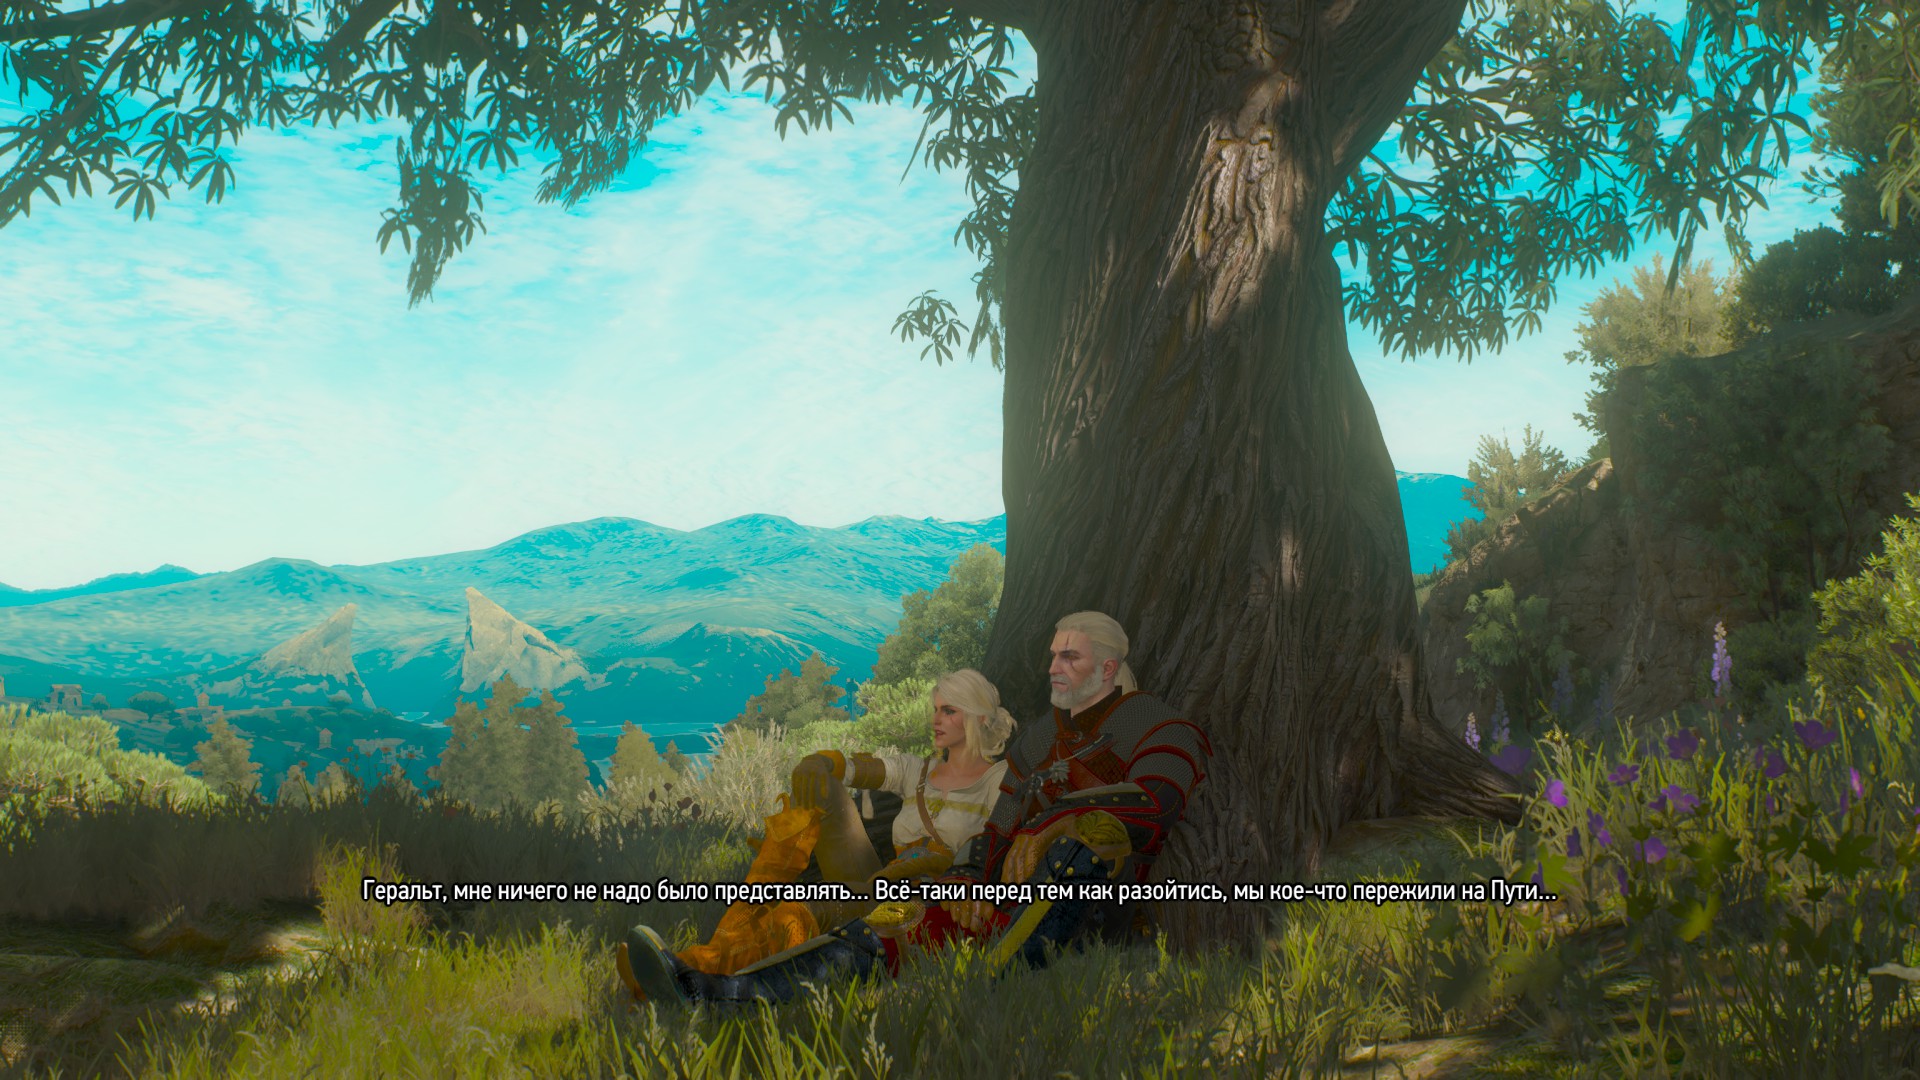 Геральт, мне ничего не надо было представлять... Всё-таки перед тем как разойтись, мы кое-что пережили на Пути...